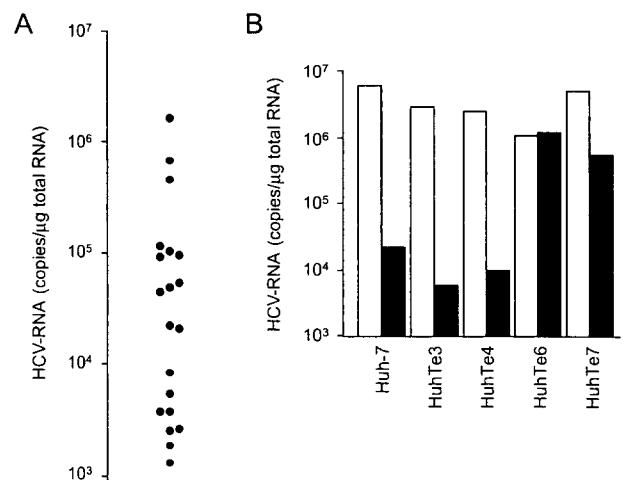 A
HCV-RNA (copies/μg total RNA)
10⁷
10⁶
10⁵
10⁴
10³
B
HCV-RNA (copies/μg total RNA)
10⁷
10⁶
10⁵
10⁴
10³
Huh-7
HuhTe3
HuhTe4
HuhTe6
HuhTe7